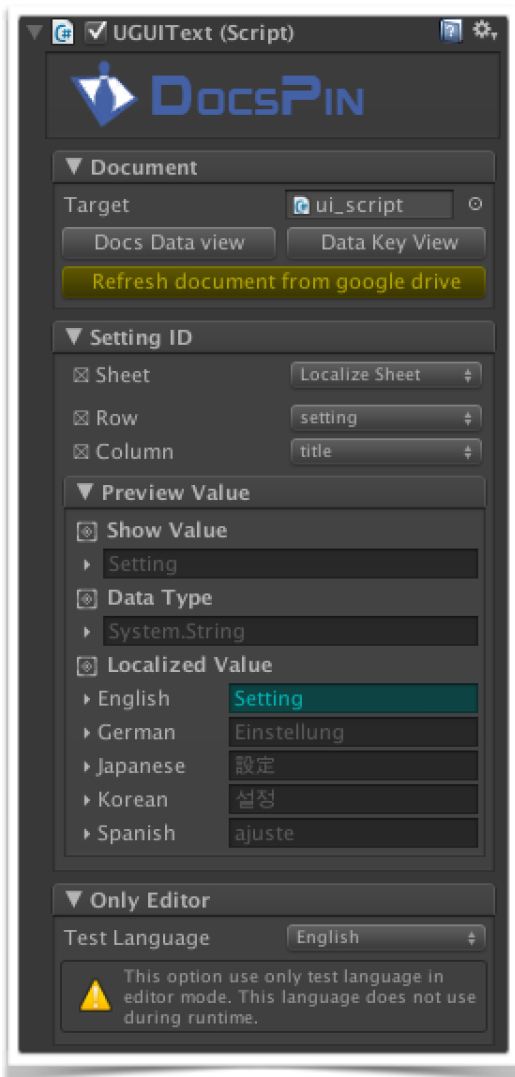 UGUIText (Script)
DocsPin
Document
Target ui_script
Docs Data view Data Key View
Refresh document from google drive
Setting ID
Sheet Localize Sheet
Row setting
Column title
Preview Value
Show Value
Setting
Data Type
System.String
Localized Value
English Setting
German Einstellung
Japanese 設定
Korean 설정
Spanish ajuste
Only Editor
Test Language English
This option use only test language in
editor mode. This language does not use
during runtime.